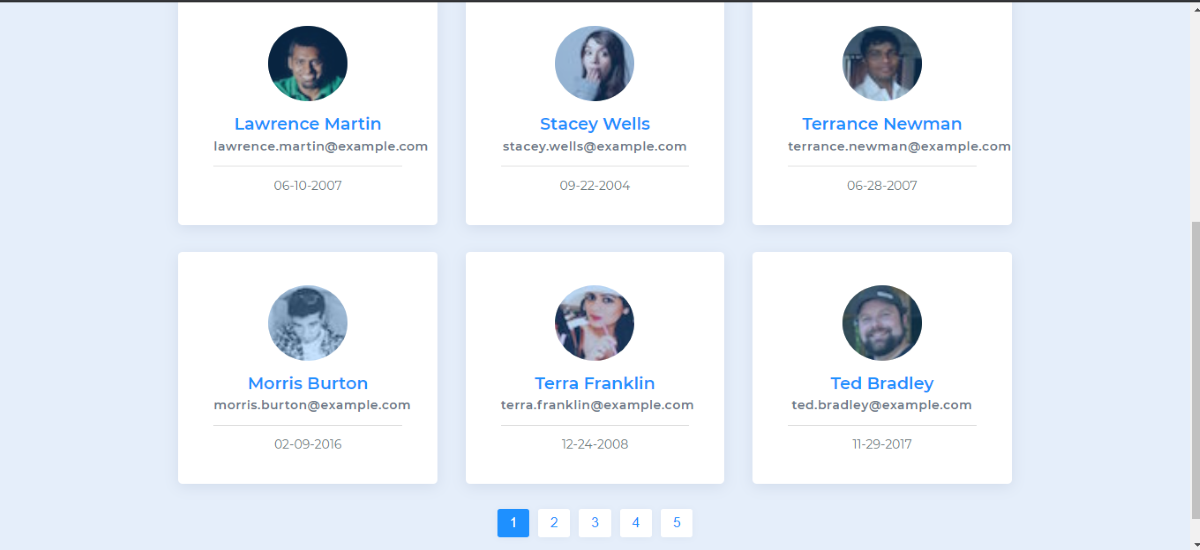 Lawrence Martin
lawrence.martin@example.com
06-10-2007
Stacey Wells
stacey.wells@example.com
09-22-2004
Terrance Newman
terrance.newman@example.com
06-28-2007
Morris Burton
morris.burton@example.com
02-09-2016
Terra Franklin
terra.franklin@example.com
12-24-2008
Ted Bradley
ted.bradley@example.com
11-29-2017
1 2 3 4 5